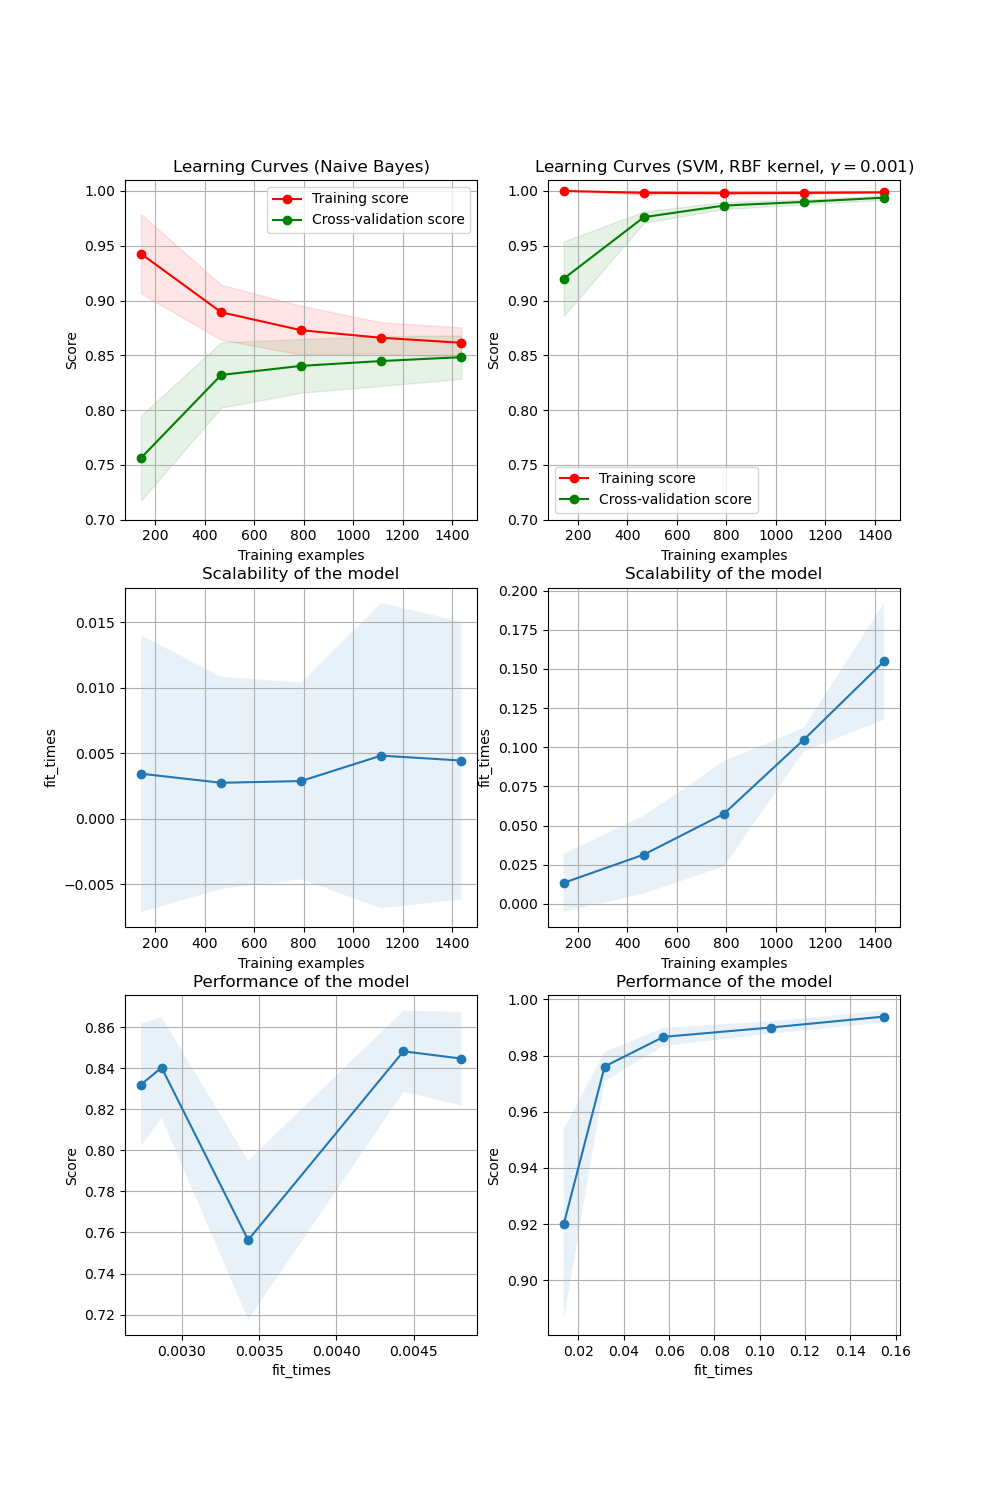 Learning Curves (Naive Bayes)
1.00
0.95
0.90
0.85
0.80
0.75
0.70
Score
Training score
Cross-validation score
200 400 600 800 1000 1200 1400
Training examples
Learning Curves (SVM, RBF kernel, γ = 0.001)
1.00
0.95
0.90
0.85
0.80
0.75
0.70
Score
Training score
Cross-validation score
200 400 600 800 1000 1200 1400
Training examples
Scalability of the model
0.015
0.010
0.005
0.000
−0.005
fit_times
200 400 600 800 1000 1200 1400
Training examples
Scalability of the model
0.200
0.175
0.150
0.125
0.100
0.075
0.050
0.025
0.000
fit_times
200 400 600 800 1000 1200 1400
Training examples
Performance of the model
0.86
0.84
0.82
0.80
0.78
0.76
0.74
0.72
Score
0.0030 0.0035 0.0040 0.0045
fit_times
Performance of the model
1.00
0.98
0.96
0.94
0.92
0.90
Score
0.02 0.04 0.06 0.08 0.10 0.12 0.14 0.16
fit_times